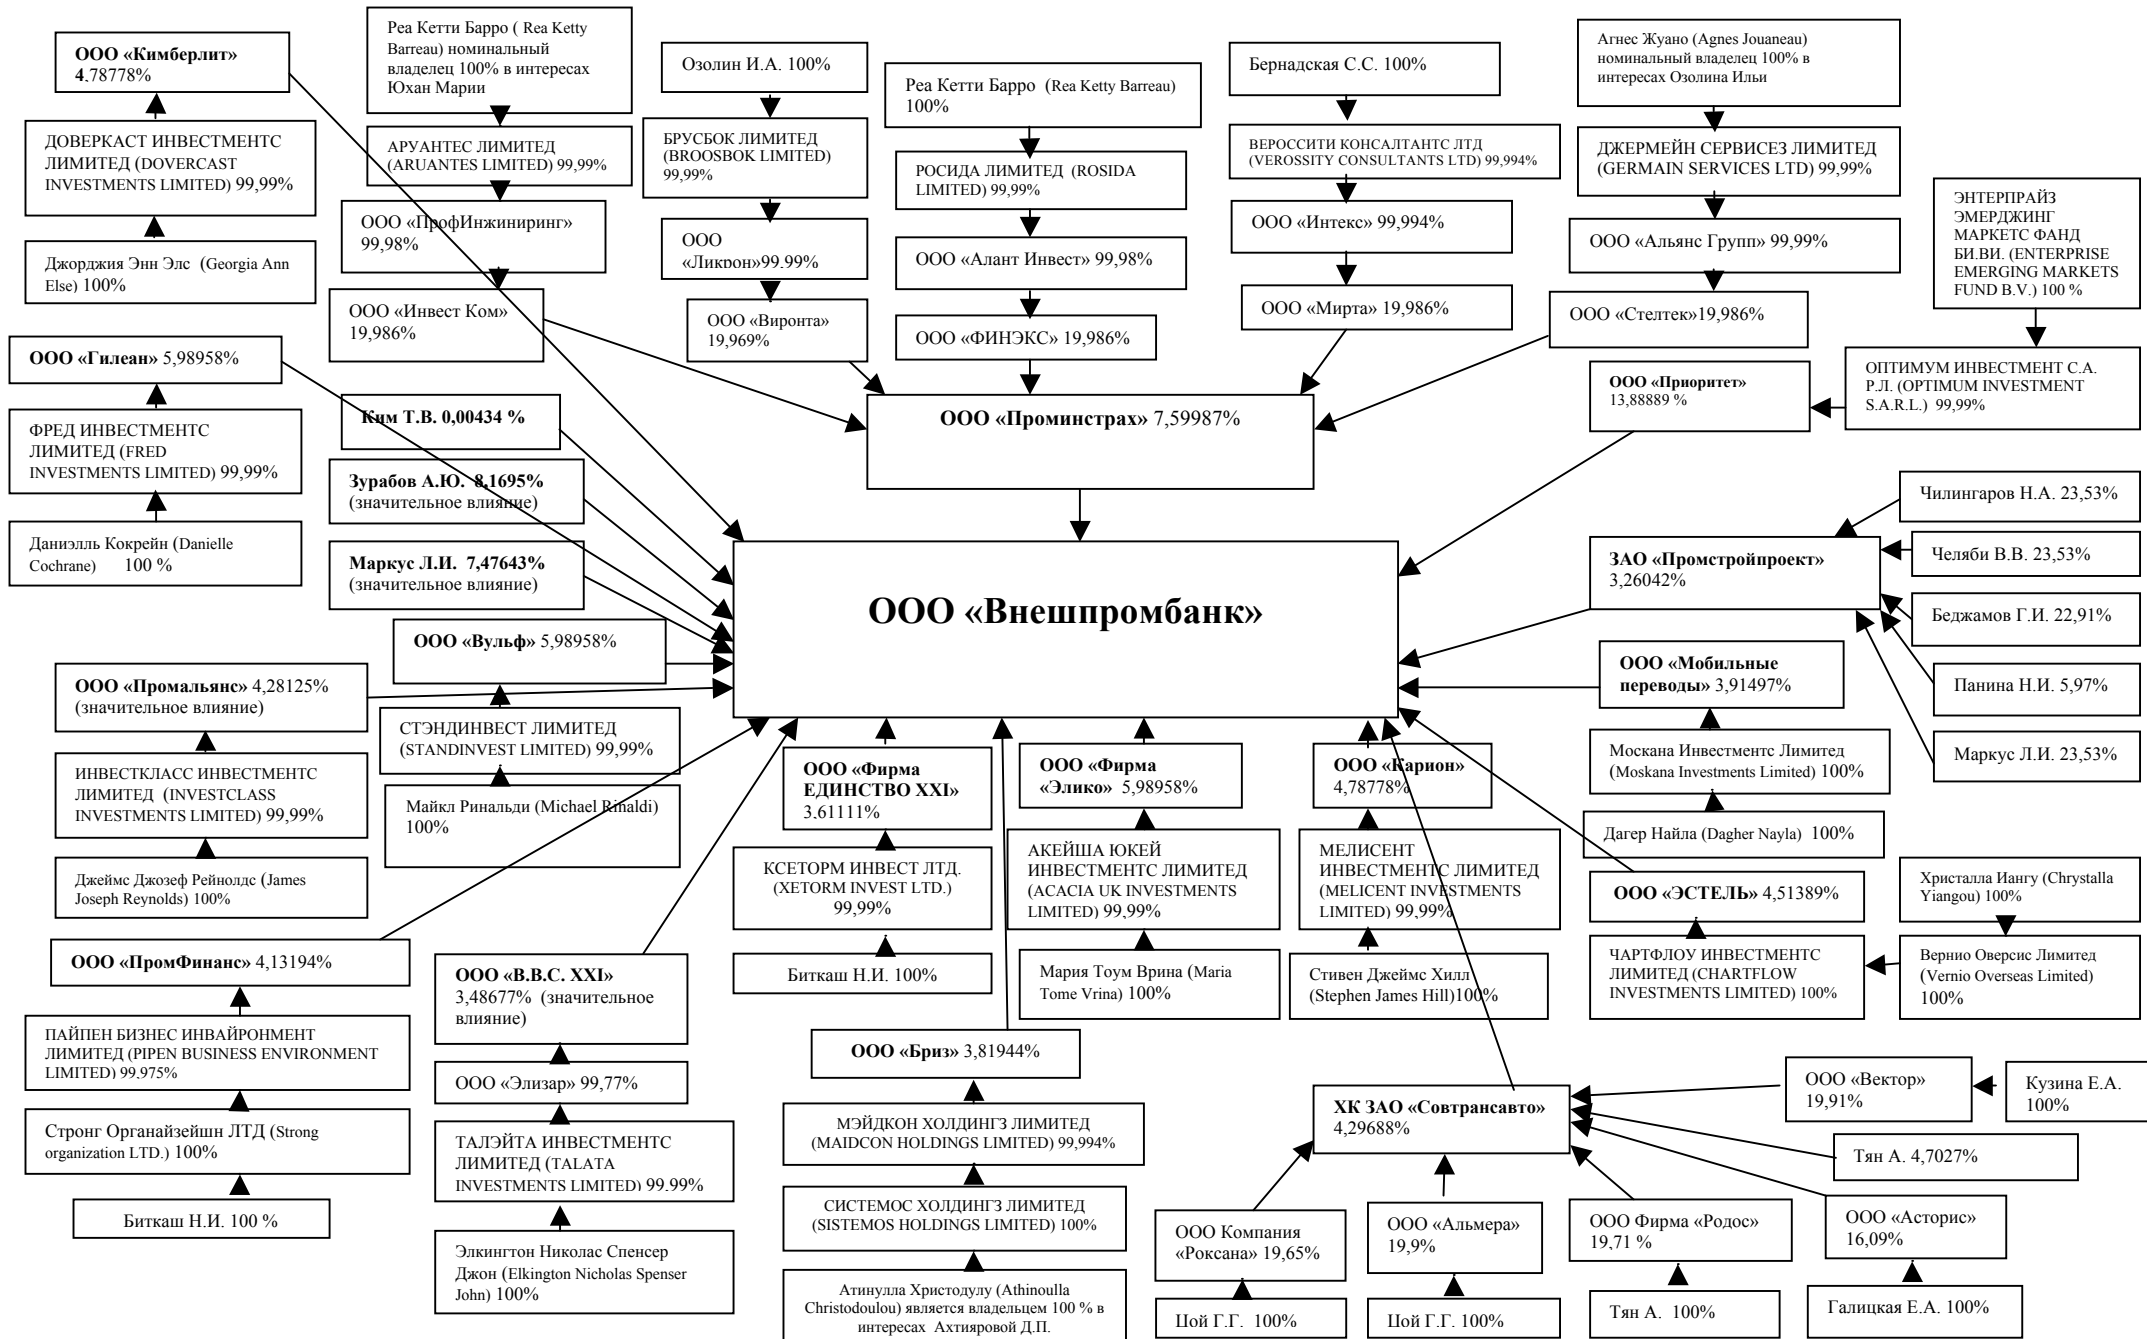 ООО «Кимберлит»
4,78778%
ДОВЕРКАСТ ИНВЕСТМЕНТС
ЛИМИТЕД (DOVERCAST
INVESTMENTS LIMITED) 99,99%
Джорджия Энн Элс (Georgia Ann
Else) 100%
Реа Кетти Барро ( Rea Ketty
Barreau) номинальный
владелец 100% в интересах
Юхан Марии
АРУАНТЕС ЛИМИТЕД
(ARUANTES LIMITED) 99,99%
ООО «ПрофИнжиниринг»
99,98%
ООО «Инвест Ком»
19,986%
Озолин И.А. 100%
БРУСБОК ЛИМИТЕД
(BROOSBOK LIMITED)
99,99%
ООО
«Ликрон»99,99%
ООО «Виронта»
19,969%
Реа Кетти Барро (Rea Ketty Barreau)
100%
РОСИДА ЛИМИТЕД (ROSIDA
LIMITED) 99,99%
ООО «Алант Инвест» 99,98%
ООО «ФИНЭКС» 19,986%
Бернадская С.С. 100%
ВЕРОССИТИ КОНСАЛТАНТС ЛТД
(VEROSSITY CONSULTANTS LTD) 99,994%
ООО «Интекс» 99,994%
ООО «Мирта» 19,986%
Агнес Жуано (Agnes Jouaneau)
номинальный владелец 100% в
интересах Озолина Ильи
ДЖЕРМЕЙН СЕРВИСЕЗ ЛИМИТЕД
(GERMAIN SERVICES LTD) 99,99%
ООО «Альянс Групп» 99,99%
ООО «Стелтек»19,986%
ЭНТЕРПРАЙЗ
ЭМЕРДЖИНГ
МАРКЕТС ФАНД
БИ.ВИ. (ENTERPRISE
EMERGING MARKETS
FUND B.V.) 100 %
ОПТИМУМ ИНВЕСТМЕНТ С.А.
Р.Л. (OPTIMUM INVESTMENT
S.A.R.L.) 99,99%
ООО «Приоритет»
13,88889 %
ООО «Гилеан» 5,98958%
ФРЕД ИНВЕСТМЕНТС
ЛИМИТЕД (FRED
INVESTMENTS LIMITED) 99,99%
Даниэлль Кокрейн (Danielle
Cochrane) 100 %
Ким Т.В. 0,00434 %
Зурабов А.Ю. 8,1695%
(значительное влияние)
Маркус Л.И. 7,47643%
(значительное влияние)
ООО «Проминстрах» 7,59987%
ООО «Внешпромбанк»
ЗАО «Промстройпроект»
3,26042%
Чилингаров Н.А. 23,53%
Челяби В.В. 23,53%
Беджамов Г.И. 22,91%
Панина Н.И. 5,97%
Маркус Л.И. 23,53%
ООО «Вульф» 5,98958%
СТЭНДИНВЕСТ ЛИМИТЕД
(STANDINVEST LIMITED) 99,99%
Майкл Ринальди (Michael Rinaldi)
100%
ООО «Промальянс» 4,28125%
(значительное влияние)
ИНВЕСТКЛАСС ИНВЕСТМЕНТС
ЛИМИТЕД (INVESTCLASS
INVESTMENTS LIMITED) 99,99%
Джеймс Джозеф Рейнолдс (James
Joseph Reynolds) 100%
ООО «Мобильные
переводы» 3,91497%
Москана Инвестментс Лимитед
(Moskana Investments Limited) 100%
Дагер Найла (Dagher Nayla) 100%
ООО «Фирма
ЕДИНСТВО XXI»
3,61111%
КСЕТОРМ ИНВЕСТ ЛТД.
(XETORM INVEST LTD.)
99,99%
Биткаш Н.И. 100%
ООО «Фирма
«Элико» 5,98958%
АКЕЙША ЮКЕЙ
ИНВЕСТМЕНТС ЛИМИТЕД
(ACACIA UK INVESTMENTS
LIMITED) 99,99%
Мария Тоум Врина (Maria
Tome Vrina) 100%
ООО «Карион»
4,78778%
МЕЛИСЕНТ
ИНВЕСТМЕНТС ЛИМИТЕД
(MELICENT INVESTMENTS
LIMITED) 99,99%
Стивен Джеймс Хилл
(Stephen James Hill)100%
ООО «ЭСТЕЛЬ» 4,51389%
ЧАРТФЛОУ ИНВЕСТМЕНТС
ЛИМИТЕД (CHARTFLOW
INVESTMENTS LIMITED) 100%
Христалла Иангу (Chrystalla
Yiangou) 100%
Вернио Оверсис Лимитед
(Vernio Overseas Limited)
100%
ООО «ПромФинанс» 4,13194%
ПАЙПЕН БИЗНЕС ИНВАЙРОНМЕНТ
ЛИМИТЕД (PIPEN BUSINESS ENVIRONMENT
LIMITED) 99,975%
Стронг Органайзейшн ЛТД (Strong
organization LTD.) 100%
Биткаш Н.И. 100 %
ООО «В.В.С. XXI»
3,48677% (значительное
влияние)
ООО «Элизар» 99,77%
ТАЛЭЙТА ИНВЕСТМЕНТС
ЛИМИТЕД (TALATA
INVESTMENTS LIMITED) 99,99%
Элкингтон Николас Спенсер
Джон (Elkington Nicholas Spenser
John) 100%
ООО «Бриз» 3,81944%
МЭЙДКОН ХОЛДИНГЗ ЛИМИТЕД
(MAIDCON HOLDINGS LIMITED) 99,994%
СИСТЕМОС ХОЛДИНГЗ ЛИМИТЕД
(SISTEMOS HOLDINGS LIMITED) 100%
Атинулла Христодулу (Athinoulla
Christodoulou) является владельцем 100 % в
интересах Ахтияровой Д.П.
ХК ЗАО «Совтрансавто»
4,29688%
ООО «Вектор»
19,91%
Кузина Е.А.
100%
Тян А. 4,7027%
ООО Компания
«Роксана» 19,65%
Цой Г.Г. 100%
ООО «Альмера»
19,9%
Цой Г.Г. 100%
ООО Фирма «Родос»
19,71 %
Тян А. 100%
ООО «Асторис»
16,09%
Галицкая Е.А. 100%